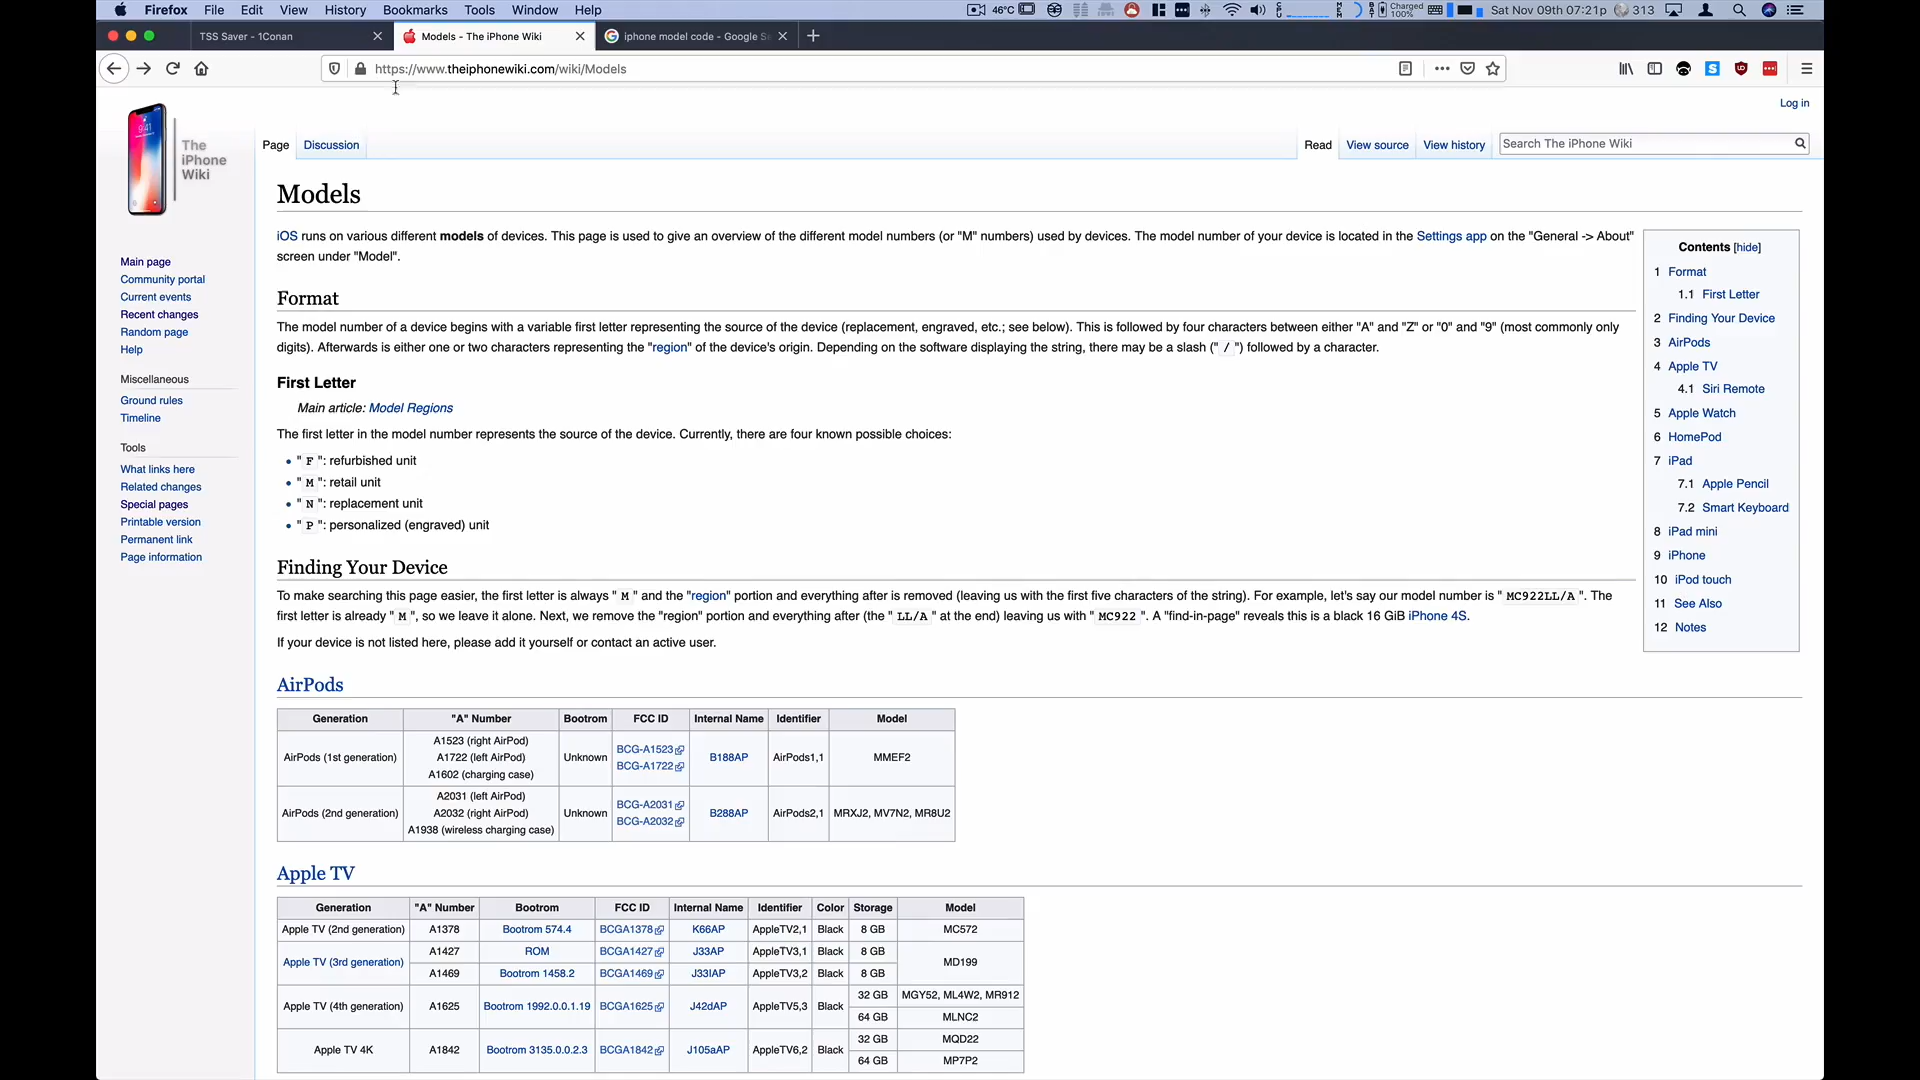 Firefox File Edit View History Bookmarks Tools Window Help 46°C Charged 100% Sat Nov 09th 07:21p 313
TSS Saver - 1Conan
Models - The iPhone Wiki
iphone model code - Google Se
https://www.theiphonewiki.com/wiki/Models
Log in
The
iPhone
Wiki
Page Discussion Read View source View history Search The iPhone Wiki
Main page
Community portal
Current events
Recent changes
Random page
Help
Miscellaneous
Ground rules
Timeline
Tools
What links here
Related changes
Special pages
Printable version
Permanent link
Page information
Models
iOS runs on various different models of devices. This page is used to give an overview of the different model numbers (or "M" numbers) used by devices. The model number of your device is located in the Settings app on the "General -> About"
screen under "Model".
Format
The model number of a device begins with a variable first letter representing the source of the device (replacement, engraved, etc.; see below). This is followed by four characters between either "A" and "Z" or "0" and "9" (most commonly only
digits). Afterwards is either one or two characters representing the "region" of the device's origin. Depending on the software displaying the string, there may be a slash ("/") followed by a character.
First Letter
Main article: Model Regions
The first letter in the model number represents the source of the device. Currently, there are four known possible choices:
• "F": refurbished unit
• "M": retail unit
• "N": replacement unit
• "P": personalized (engraved) unit
Finding Your Device
To make searching this page easier, the first letter is always "M" and the "region" portion and everything after is removed (leaving us with the first five characters of the string). For example, let's say our model number is "MC922LL/A". The
first letter is already "M", so we leave it alone. Next, we remove the "region" portion and everything after (the "LL/A" at the end) leaving us with "MC922". A "find-in-page" reveals this is a black 16 GiB iPhone 4S.
If your device is not listed here, please add it yourself or contact an active user.
Contents [hide]
1 Format
1.1 First Letter
2 Finding Your Device
3 AirPods
4 Apple TV
4.1 Siri Remote
5 Apple Watch
6 HomePod
7 iPad
7.1 Apple Pencil
7.2 Smart Keyboard
8 iPad mini
9 iPhone
10 iPod touch
11 See Also
12 Notes
AirPods
Generation "A" Number Bootrom FCC ID Internal Name Identifier Model
AirPods (1st generation) A1523 (right AirPod) A1722 (left AirPod) A1602 (charging case) Unknown BCG-A1523 BCG-A1722 B188AP AirPods1,1 MMEF2
AirPods (2nd generation) A2031 (left AirPod) A2032 (right AirPod) A1938 (wireless charging case) Unknown BCG-A2031 BCG-A2032 B288AP AirPods2,1 MRXJ2, MV7N2, MR8U2
Apple TV
Generation "A" Number Bootrom FCC ID Internal Name Identifier Color Storage Model
Apple TV (2nd generation) A1378 Bootrom 574.4 BCGA1378 K66AP AppleTV2,1 Black 8 GB MC572
Apple TV (3rd generation) A1427 ROM BCGA1427 J33AP AppleTV3,1 Black 8 GB MD199
A1469 Bootrom 1458.2 BCGA1469 J33IAP AppleTV3,2 Black 8 GB
Apple TV (4th generation) A1625 Bootrom 1992.0.0.1.19 BCGA1625 J42dAP AppleTV5,3 Black 32 GB MGY52, ML4W2, MR912
64 GB MLNC2
Apple TV 4K A1842 Bootrom 3135.0.0.2.3 BCGA1842 J105aAP AppleTV6,2 Black 32 GB MQD22
64 GB MP7P2